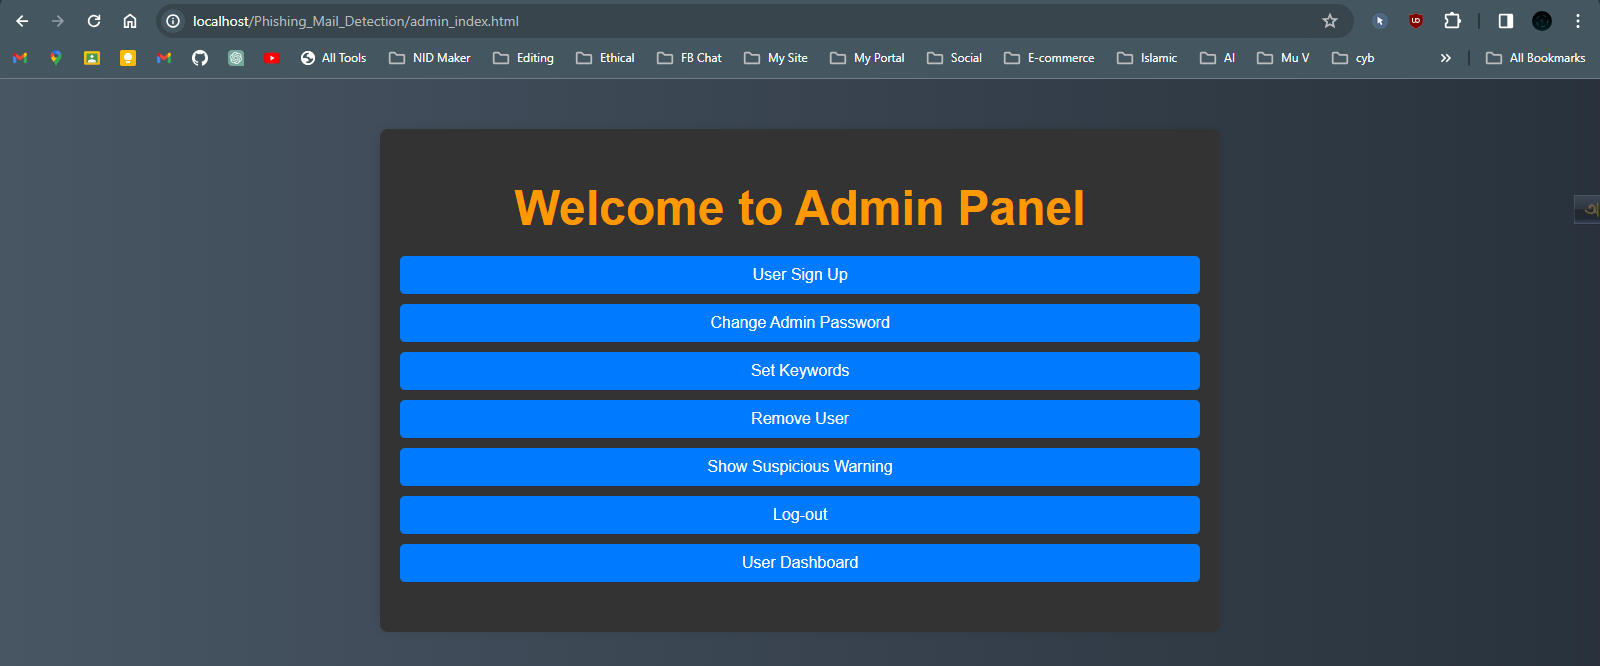 localhost/Phishing_Mail_Detection/admin_index.html
All Tools NID Maker Editing Ethical FB Chat My Site My Portal Social E-commerce Islamic AI Mu V cyb » All Bookmarks
Welcome to Admin Panel
অ
User Sign Up
Change Admin Password
Set Keywords
Remove User
Show Suspicious Warning
Log-out
User Dashboard